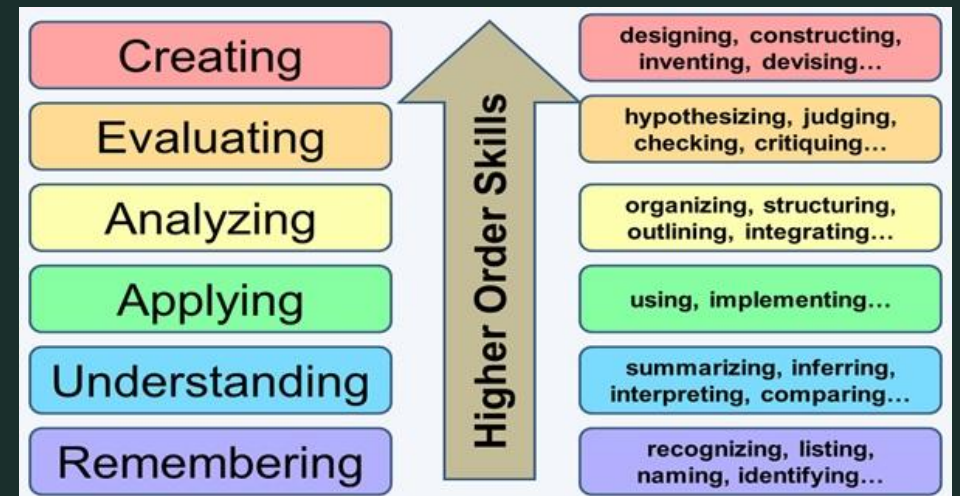 Creating
designing, constructing,
inventing, devising...
Evaluating
hypothesizing, judging,
checking, critiquing...
Analyzing
organizing, structuring,
outlining, integrating...
Applying
using, implementing...
Understanding
summarizing, inferring,
interpreting, comparing...
Remembering
recognizing, listing,
naming, identifying...
Higher Order Skills